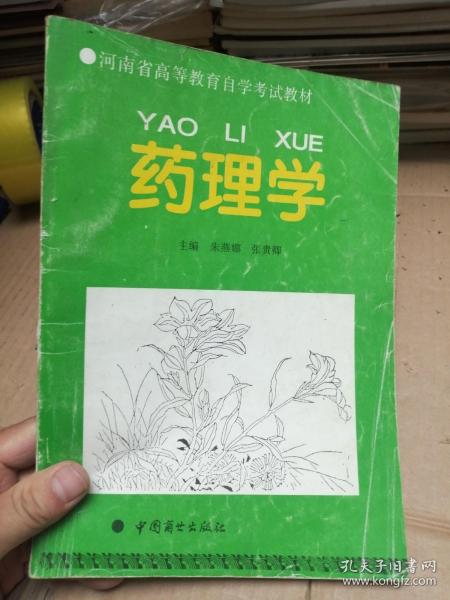 ●河南省高等教育自学考试教材
YAO LI XUE
药理学
主编 朱燕娜 张贵卿
●中国商业出版社
孔夫子旧书网
www.kongfz.com